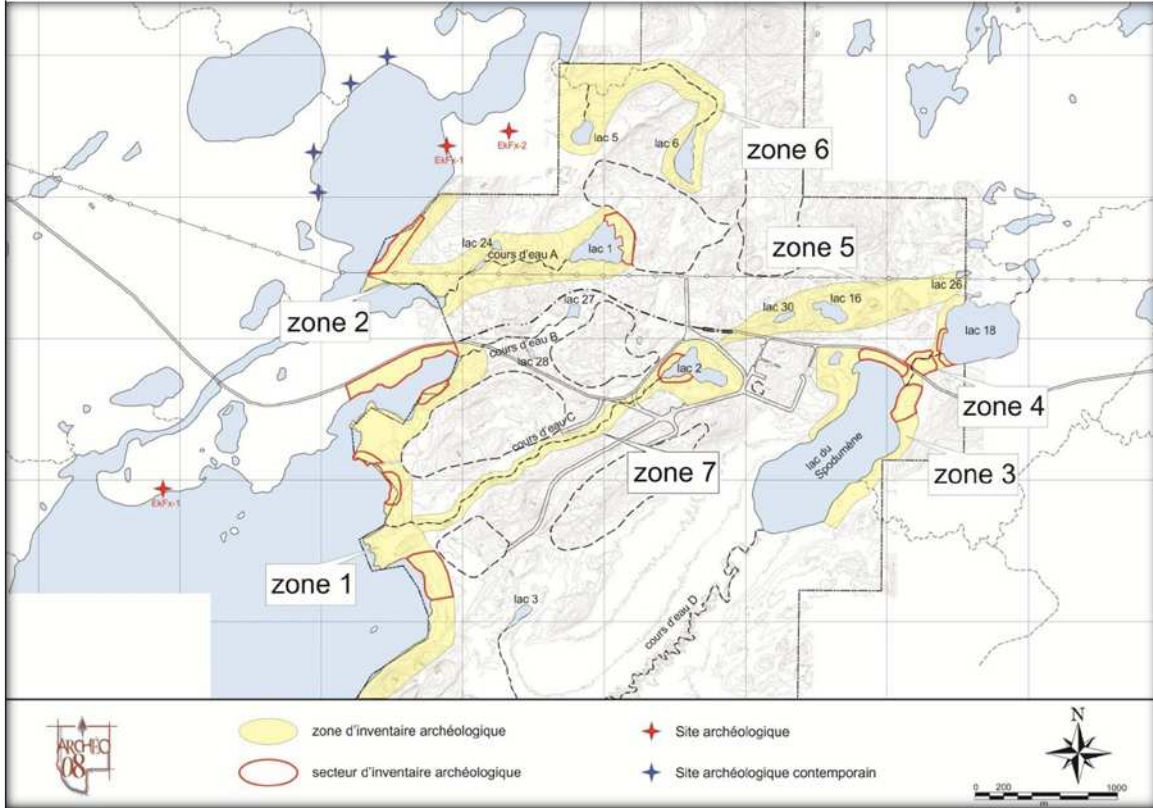 EkFx-1
EkFx-2
lac 5
lac 6
zone 6
lac 24
cours d'eau A
lac 1
zone 5
lac 26
zone 2
lac 27
lac 30
lac 16
lac 18
cours d'eau B
lac 28
lac 2
zone 4
cours d'eau C
lac du
Spodumène
zone 7
zone 3
EkFx-1
zone 1
lac 3
cours d'eau D
ARCHÉO
08
zone d'inventaire archéologique
secteur d'inventaire archéologique
Site archéologique
Site archéologique contemporain
N
0 200 1000
m